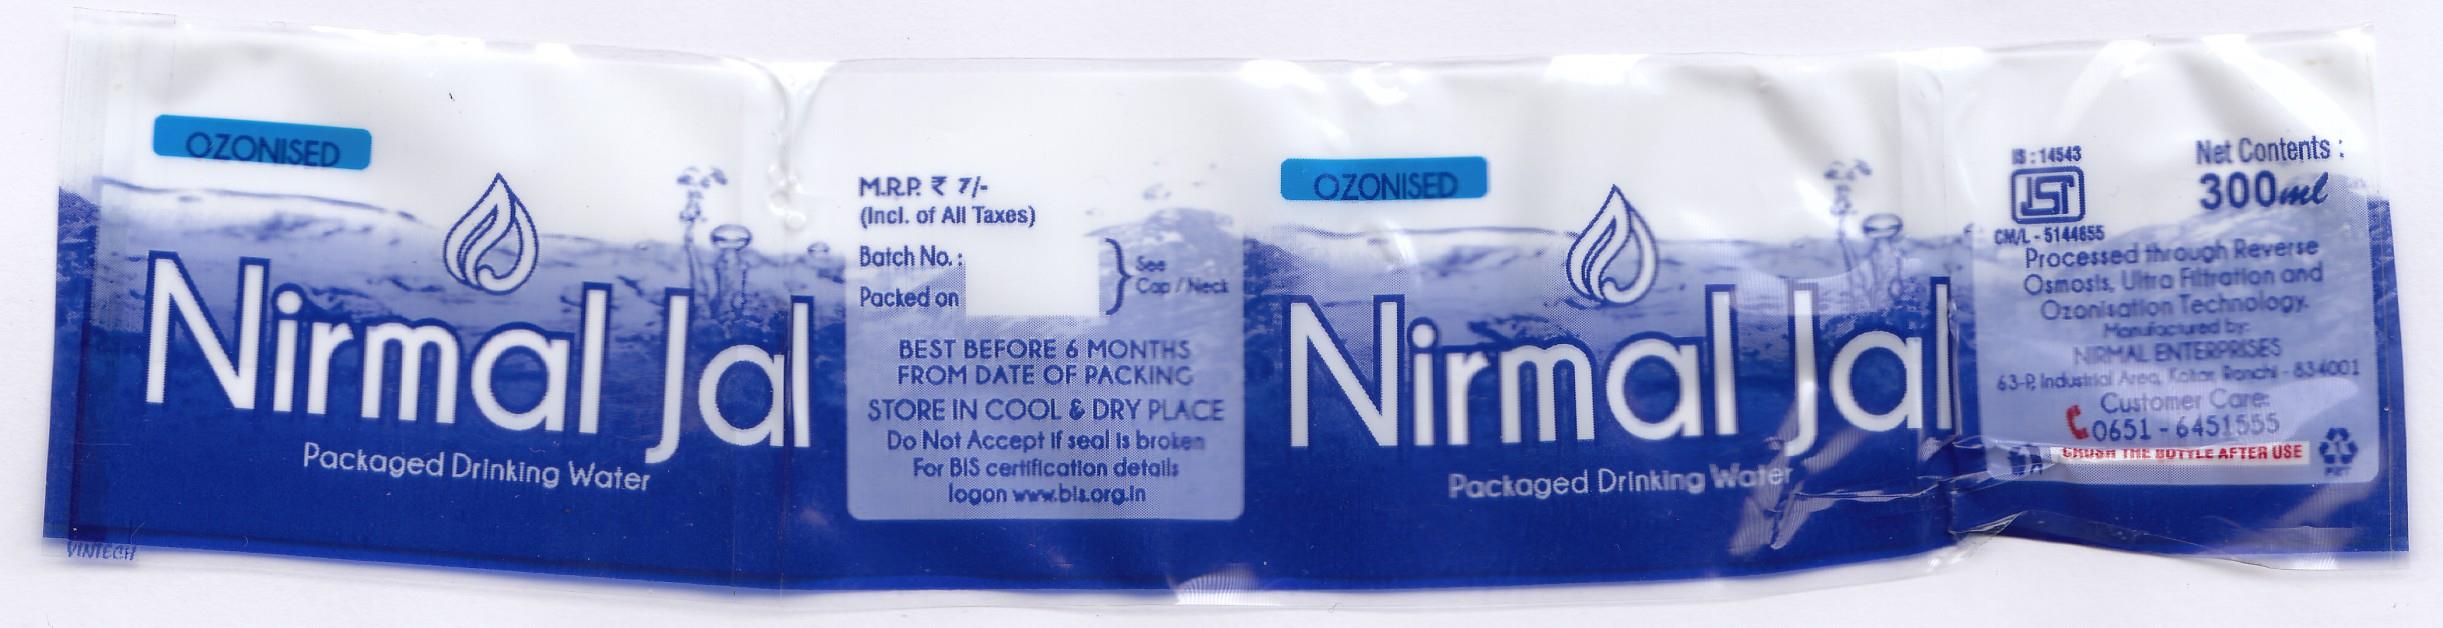 OZONISED
Nirmal Jal
Packaged Drinking Water
VINTECH
M.R.P. ₹ 7/-
(Incl. of All Taxes)
Batch No. :
Packed on
} See
Cap / Neck
BEST BEFORE 6 MONTHS
FROM DATE OF PACKING
STORE IN COOL & DRY PLACE
Do Not Accept if seal is broken
For BIS certification details
logon www.bis.org.in
OZONISED
Nirmal Jal
Packaged Drinking Water
IS : 14543
ISI
CM/L - 5144855
Net Contents :
300ml
Processed through Reverse
Osmosis, Ultra Filtration and
Ozonisation Technology.
Manufactured by:
NIRMAL ENTERPRISES
63-P, Industrial Area, Kokar, Ranchi - 834001
Customer Care:
0651 - 6451555
CRUSH THE BOTTLE AFTER USE
PET